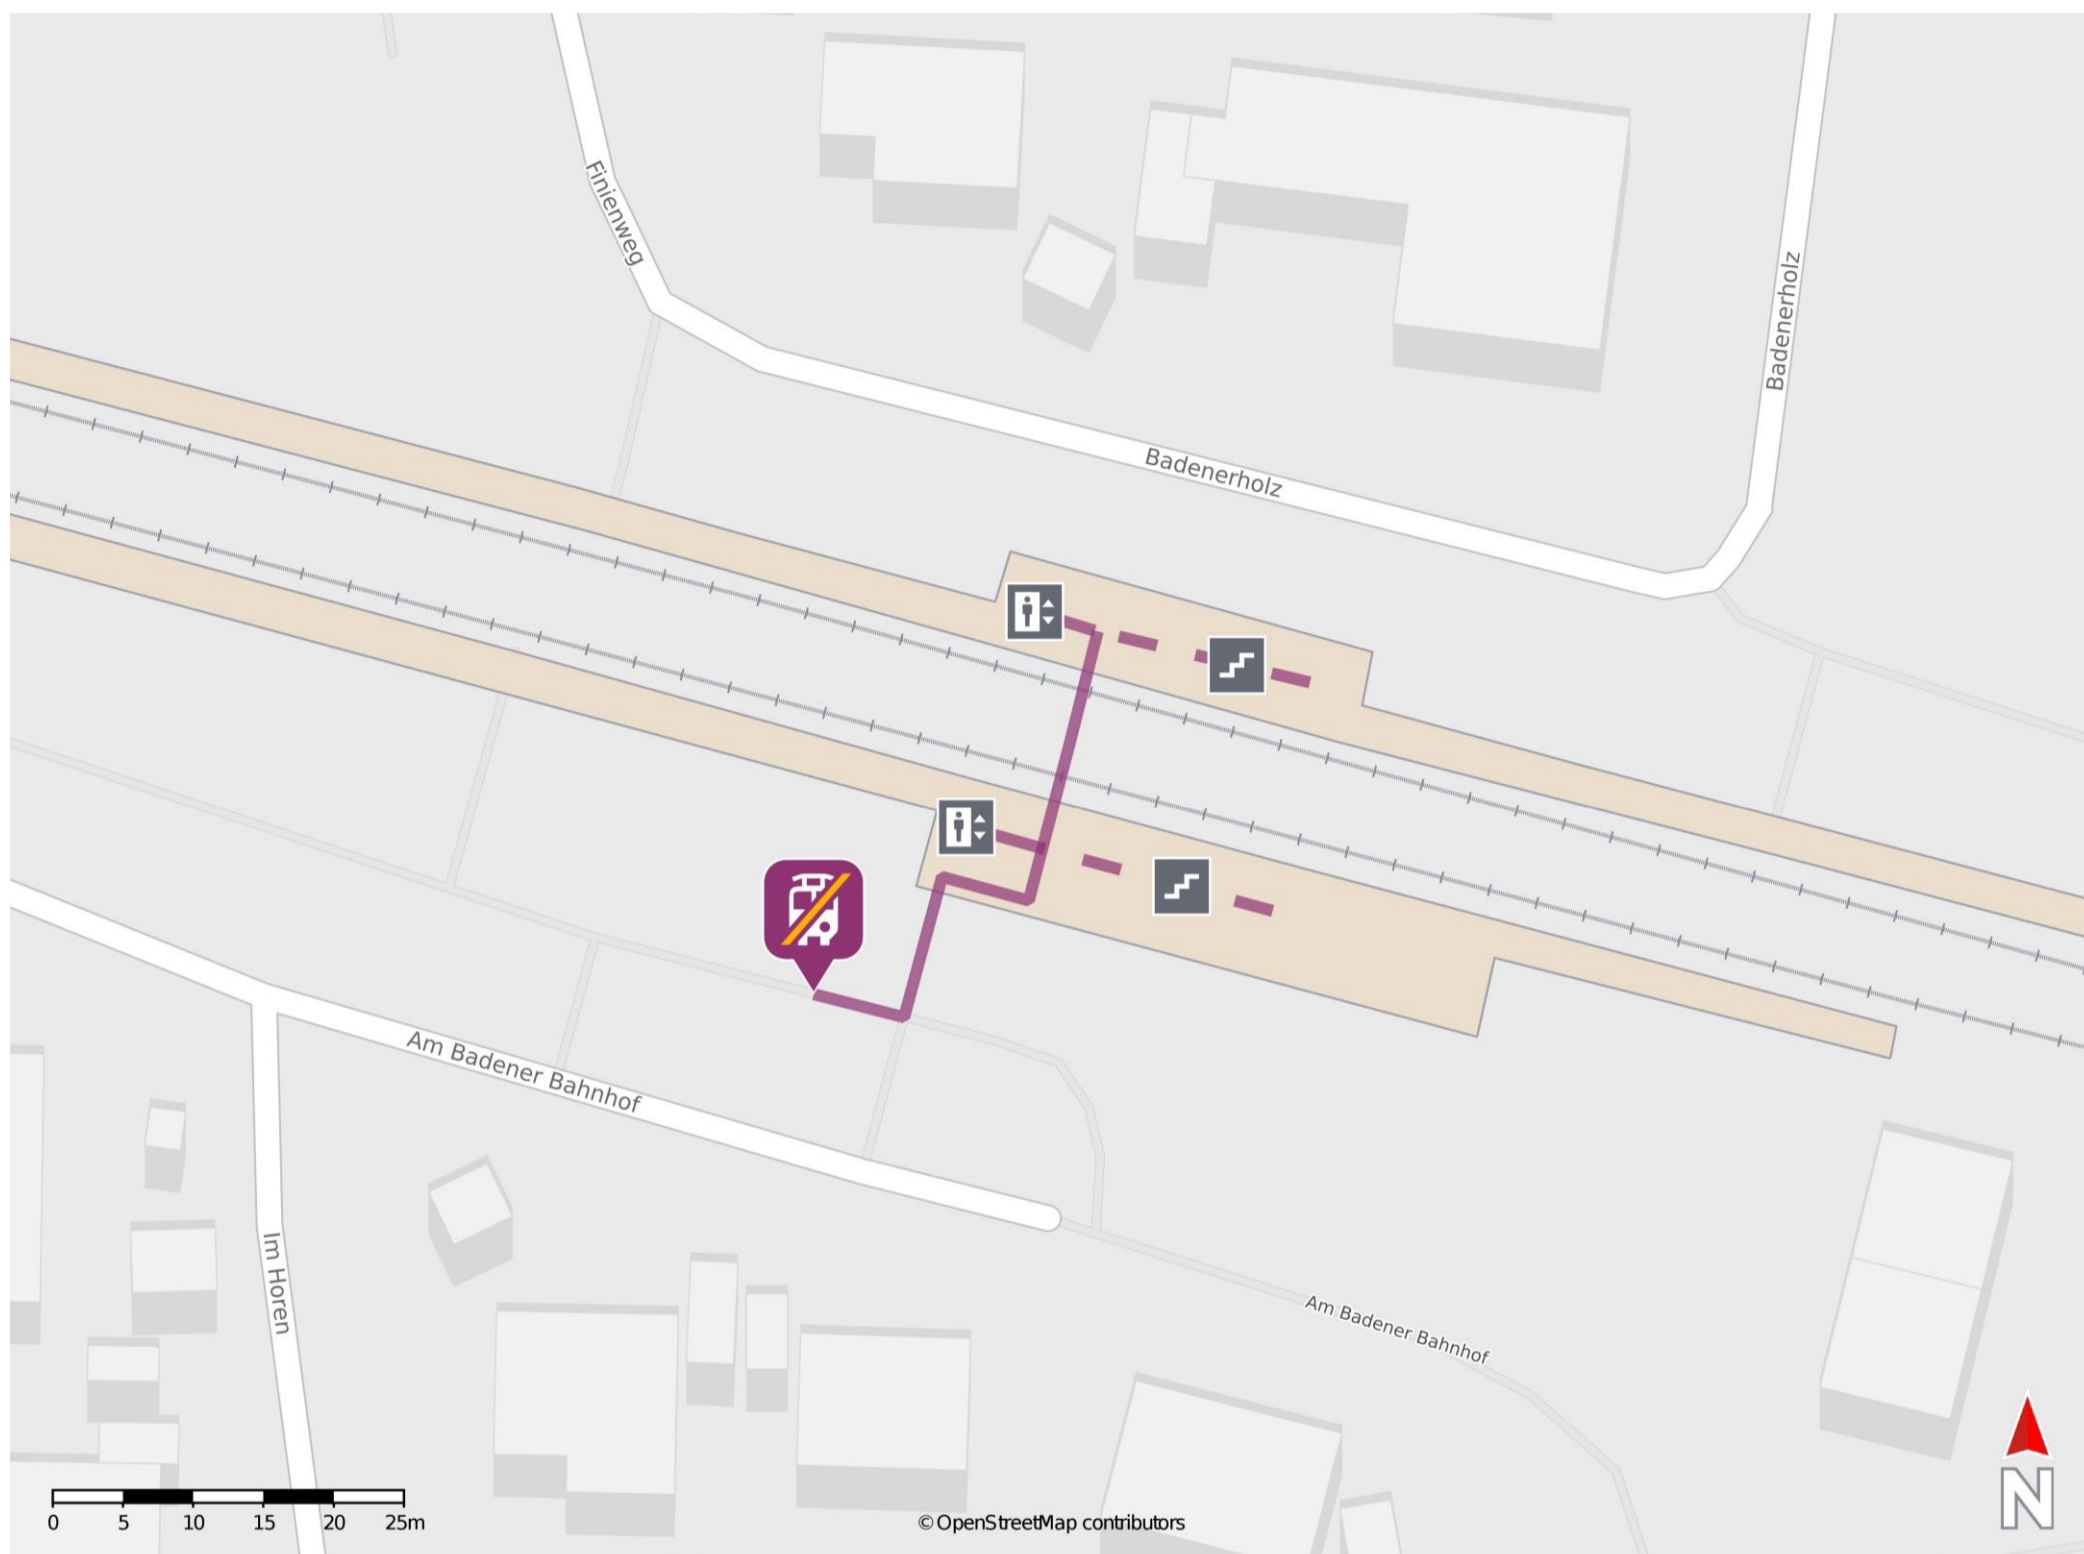 Finienweg
Badenerholz
Badenerholz
Am Badener Bahnhof
Im Horen
Am Badener Bahnhof
0 5 10 15 20 25m
© OpenStreetMap contributors
N